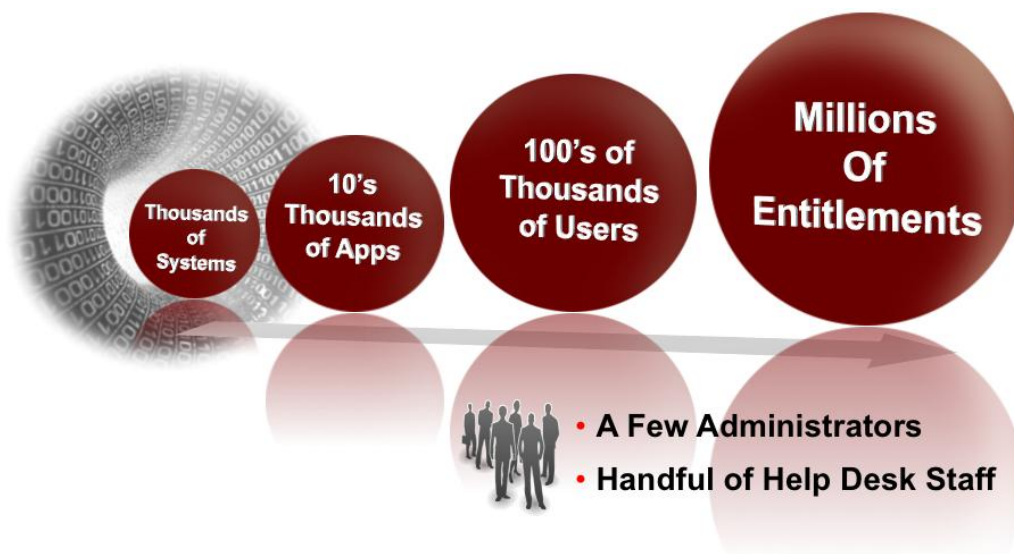 Thousands
of
Systems
10's
Thousands
of Apps
100's of
Thousands
of Users
Millions
Of
Entitlements
• A Few Administrators
• Handful of Help Desk Staff